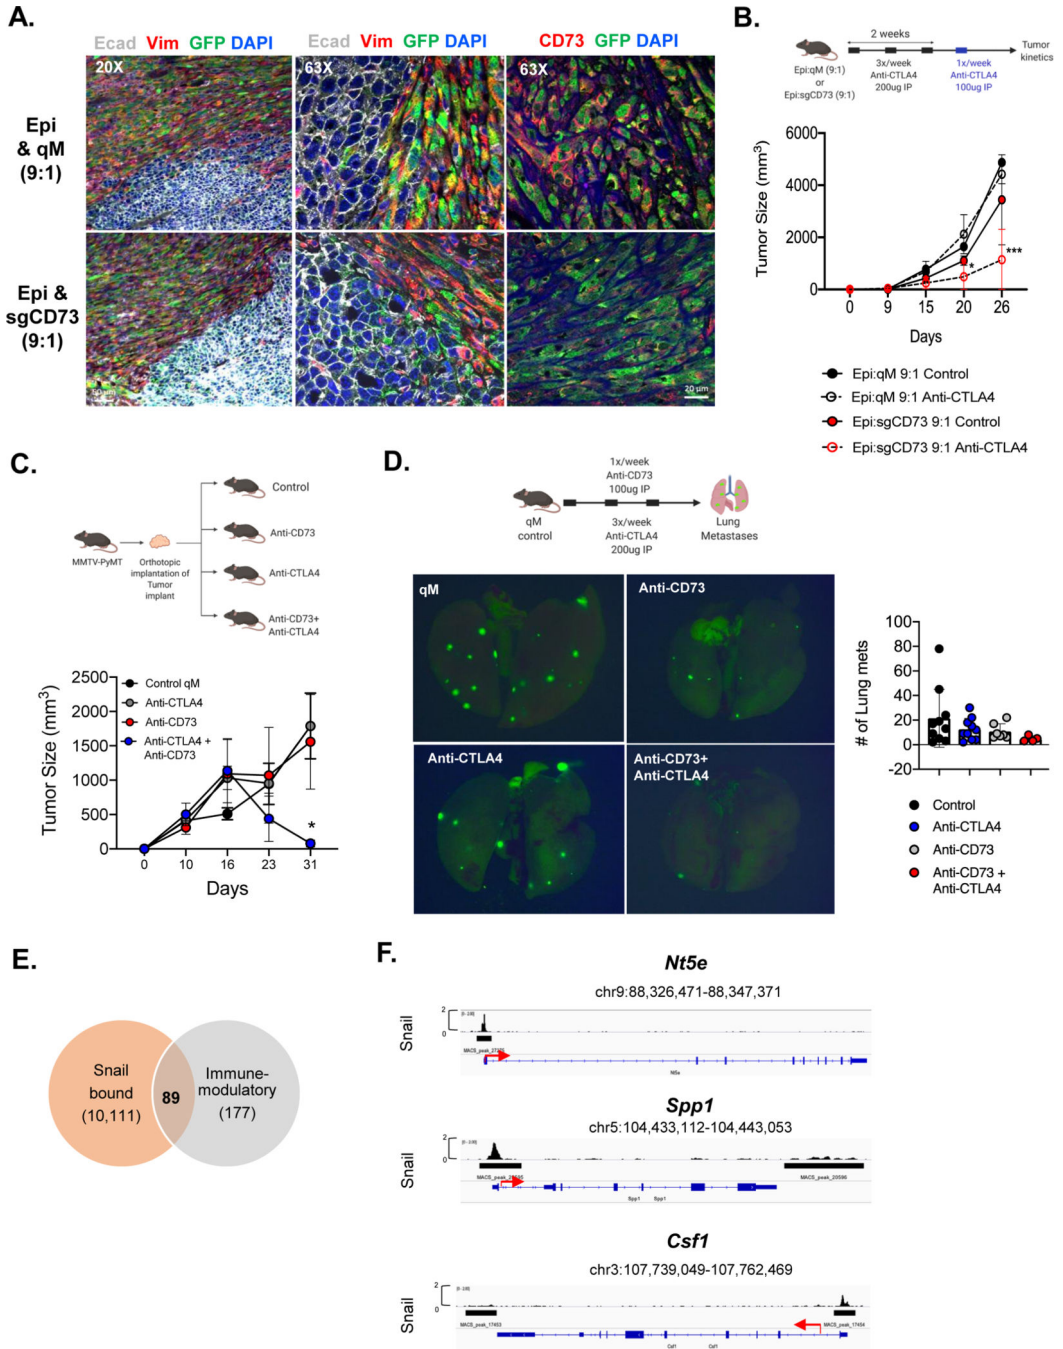 A.
Ecad Vim GFP DAPI
Ecad Vim GFP DAPI
CD73 GFP DAPI
20X
63X
63X
Epi
& qM
(9:1)
Epi &
sgCD73
(9:1)
20 µm
B.
2 weeks
Epi:qM (9:1)
or
Epi:sgCD73 (9:1)
3x/week
Anti-CTLA4
200ug IP
1x/week
Anti-CTLA4
100ug IP
Tumor
kinetics
Tumor Size (mm3)
6000
4000
2000
0
*
***
0 9 15 20 26
Days
Epi:qM 9:1 Control
Epi:qM 9:1 Anti-CTLA4
Epi:sgCD73 9:1 Control
Epi:sgCD73 9:1 Anti-CTLA4
C.
MMTV-PyMT
Orthotopic
implantation of
Tumor
implant
Control
Anti-CD73
Anti-CTLA4
Anti-CD73+
Anti-CTLA4
Tumor Size (mm3)
2500
2000
1500
1000
500
0
Control qM
Anti-CTLA4
Anti-CD73
Anti-CTLA4 +
Anti-CD73
*
0 10 16 23 31
Days
D.
1x/week
Anti-CD73
100ug IP
qM
control
3x/week
Anti-CTLA4
200ug IP
Lung
Metastases
qM
Anti-CD73
Anti-CTLA4
Anti-CD73+
Anti-CTLA4
# of Lung mets
100
80
60
40
20
0
-20
Control
Anti-CTLA4
Anti-CD73
Anti-CD73 +
Anti-CTLA4
E.
Snail
bound
(10,111)
89
Immune-
modulatory
(177)
F.
Nt5e
chr9:88,326,471-88,347,371
Snail
2
0
Nt5e
Spp1
chr5:104,433,112-104,443,053
Snail
2
0
MACS_peak_20586
Spp1 Spp1
Csf1
chr3:107,739,049-107,762,469
Snail
2
0
MACS_peak_17453
MACS_peak_17454
Csf1 Csf1